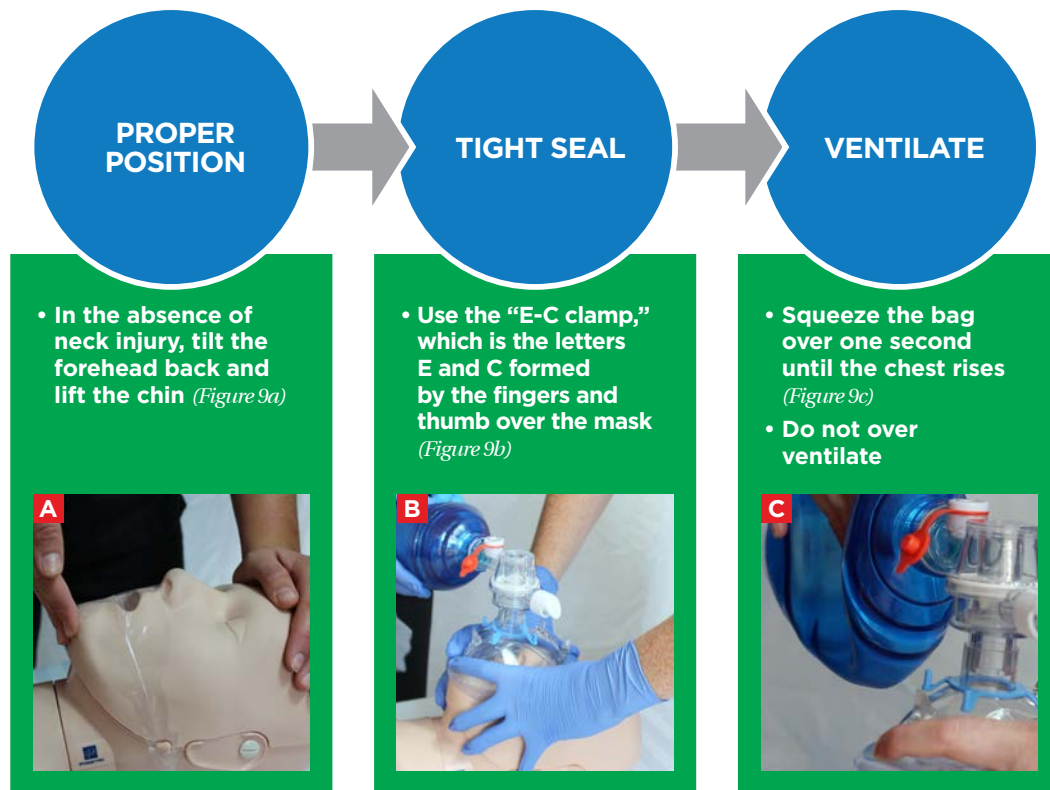 PROPER
POSITION
TIGHT SEAL
VENTILATE
• In the absence of
neck injury, tilt the
forehead back and
lift the chin (Figure 9a)
• Use the “E-C clamp,”
which is the letters
E and C formed
by the fingers and
thumb over the mask
(Figure 9b)
• Squeeze the bag
over one second
until the chest rises
(Figure 9c)
• Do not over
ventilate
A
B
C